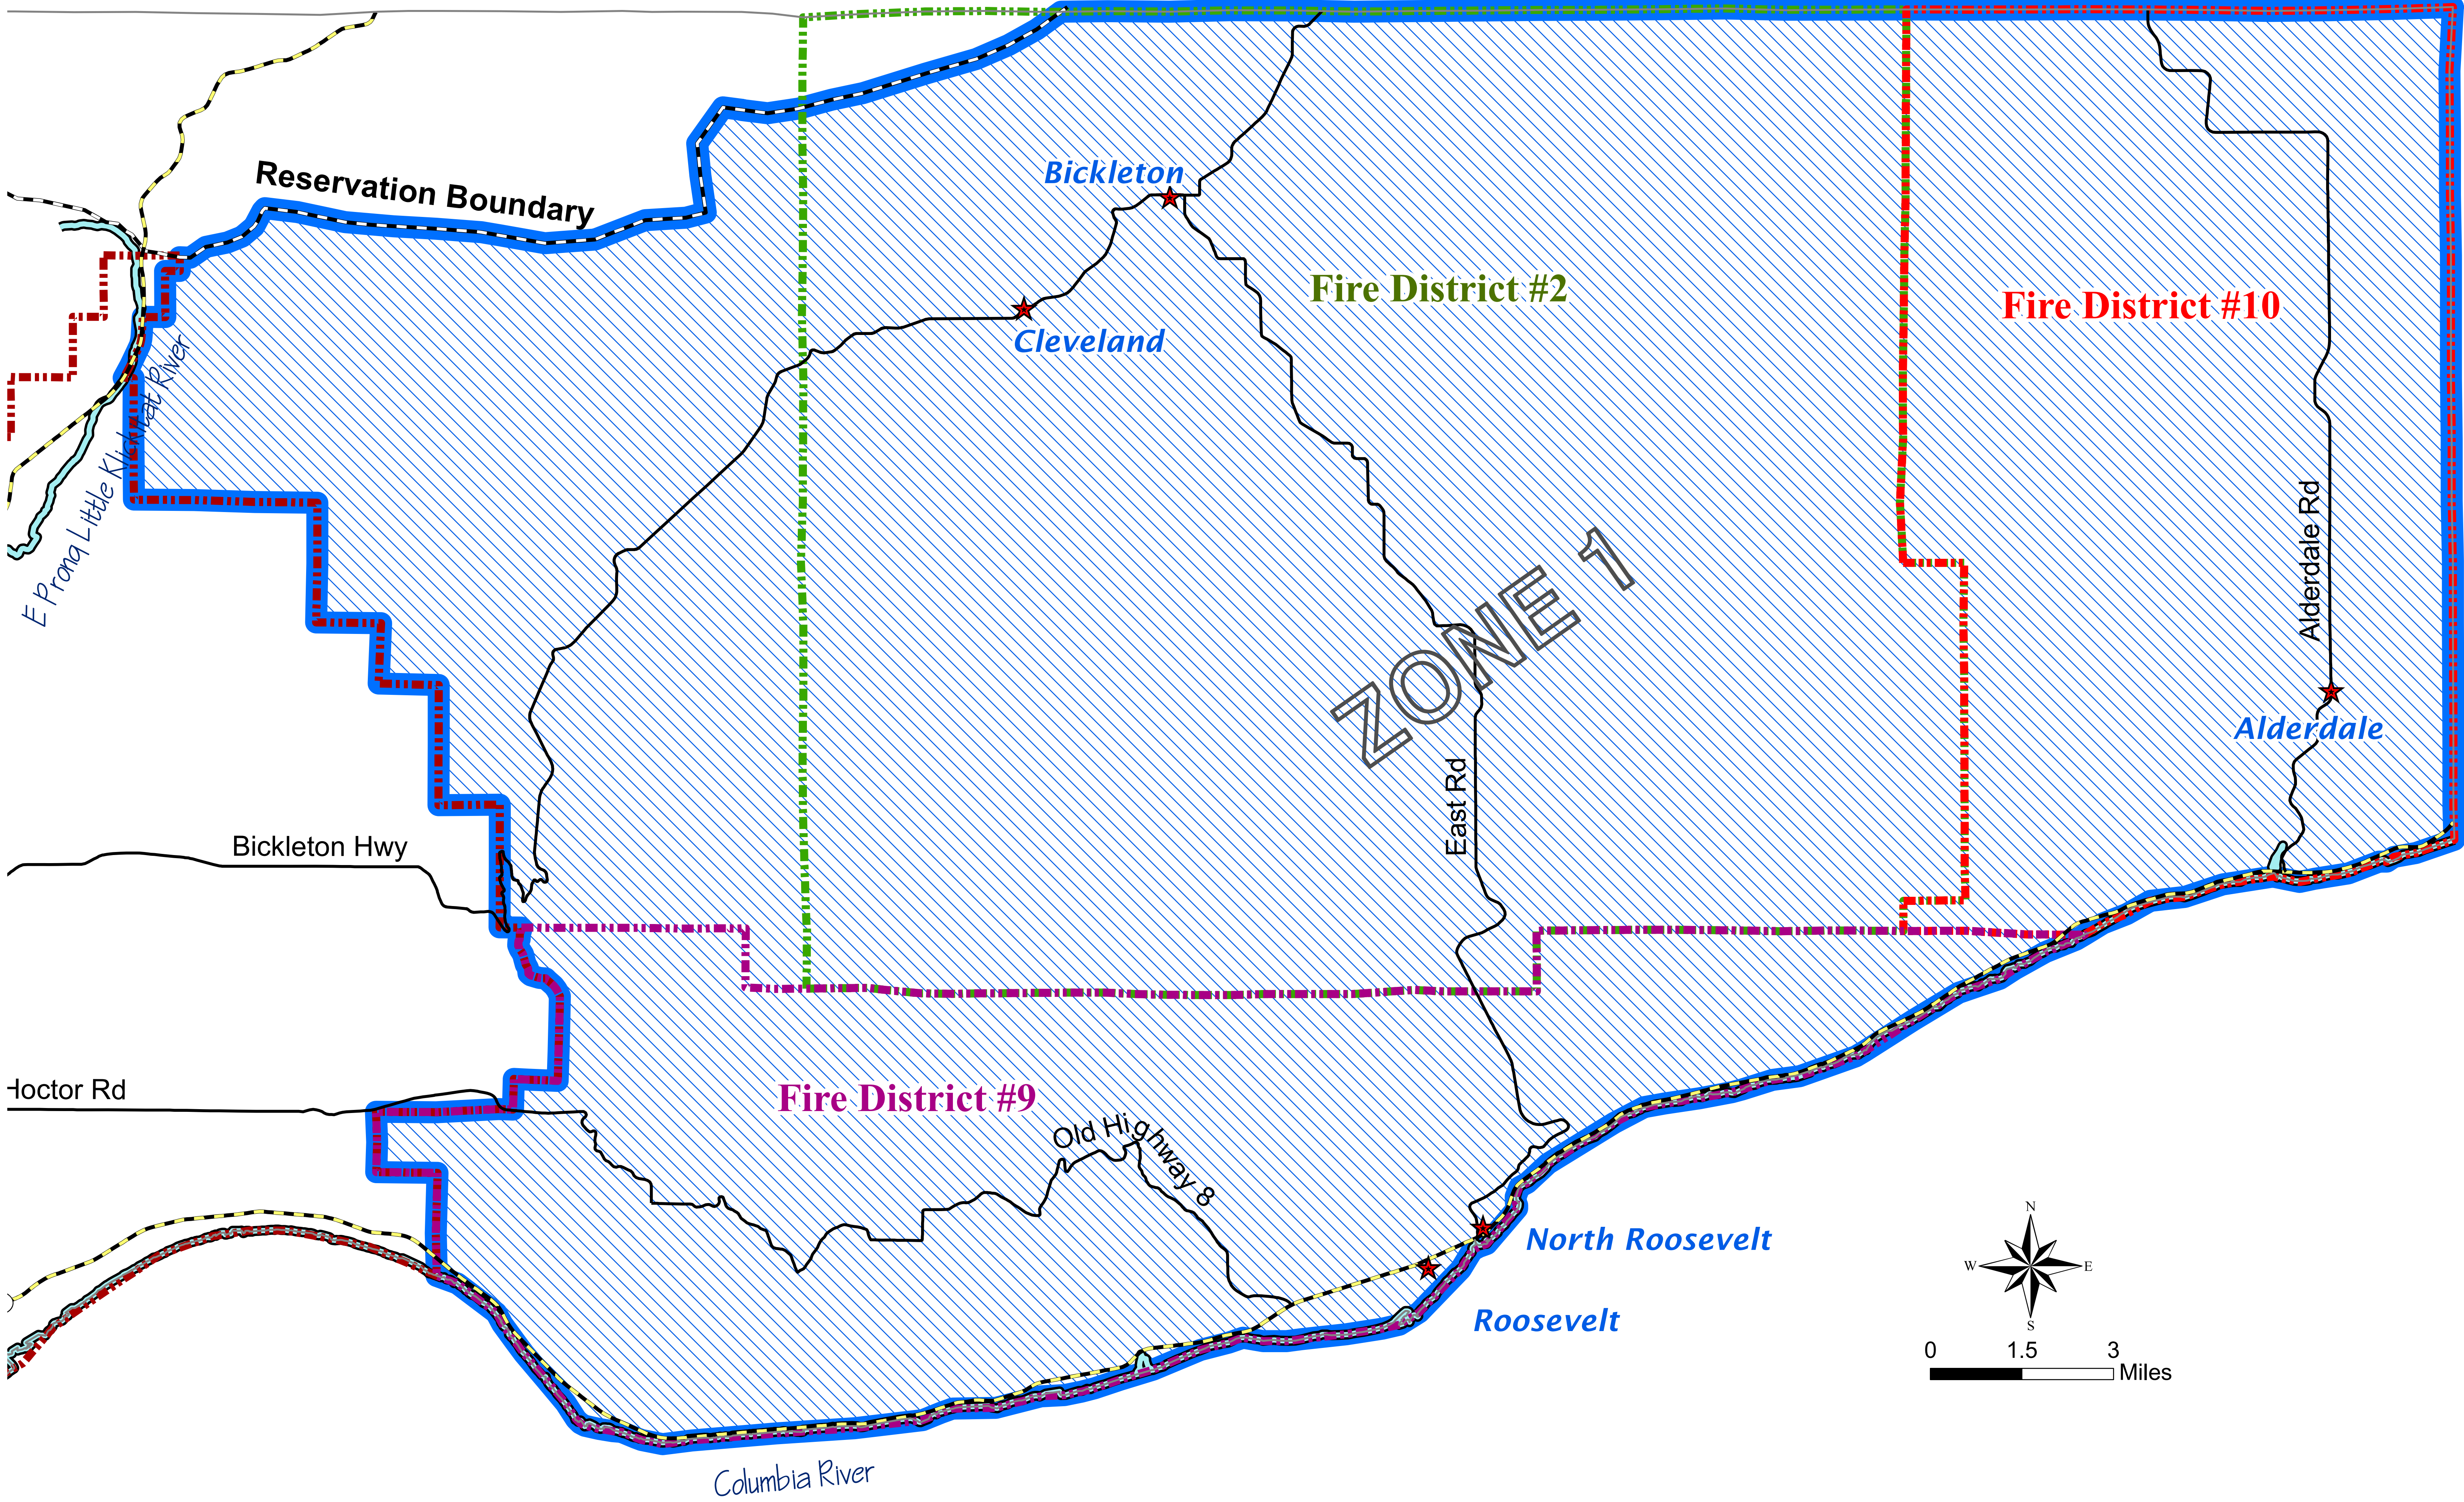 Reservation Boundary
Bickleton
Cleveland
Fire District #2
Fire District #10
E Prong Little Klickitat River
Alderdale Rd
ZONE 1
Alderdale
East Rd
Bickleton Hwy
Hoctor Rd
Fire District #9
Old Highway 8
North Roosevelt
Roosevelt
N
W
E
S
0 1.5 3
Miles
Columbia River